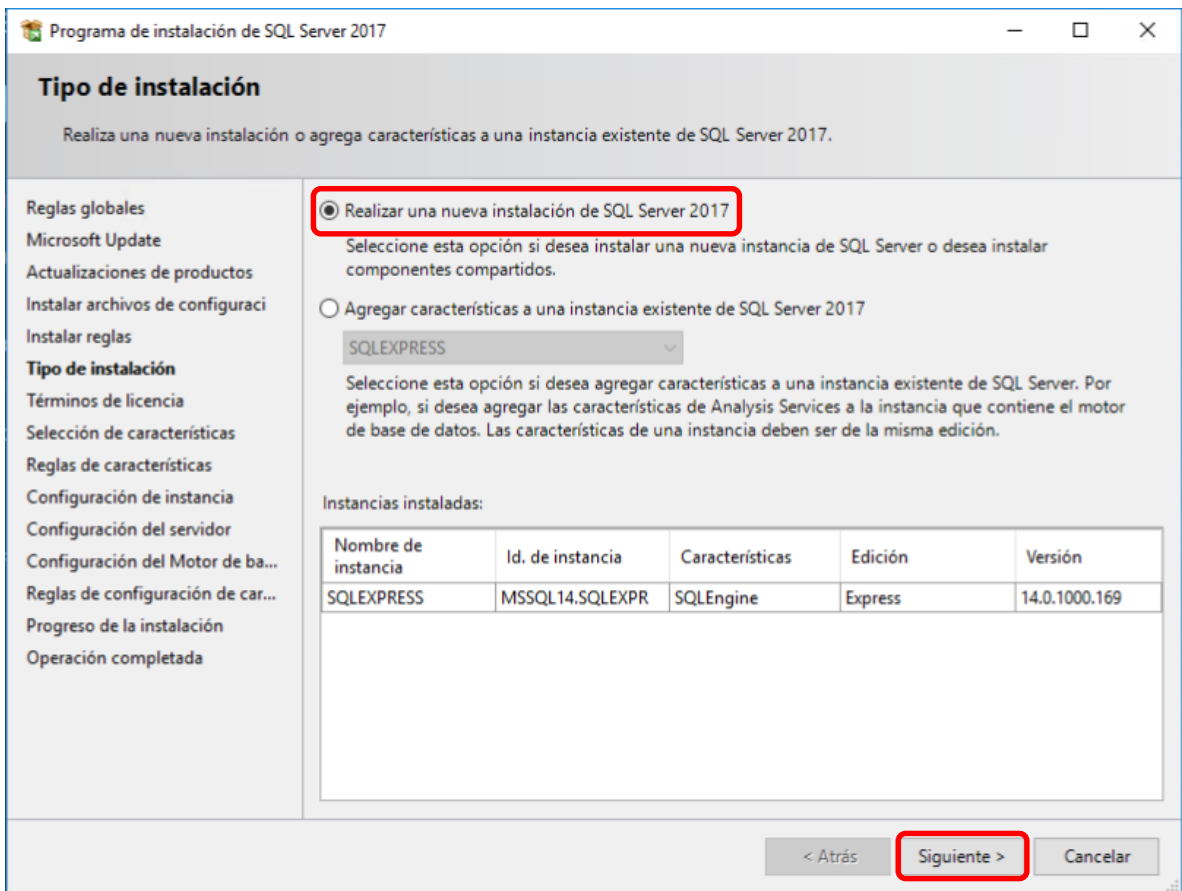 Programa de instalación de SQL Server 2017
Tipo de instalación
Realiza una nueva instalación o agrega características a una instancia existente de SQL Server 2017.
Reglas globales
Microsoft Update
Actualizaciones de productos
Instalar archivos de configuraci
Instalar reglas
Tipo de instalación
Términos de licencia
Selección de características
Reglas de características
Configuración de instancia
Configuración del servidor
Configuración del Motor de ba...
Reglas de configuración de car...
Progreso de la instalación
Operación completada
Realizar una nueva instalación de SQL Server 2017
Seleccione esta opción si desea instalar una nueva instancia de SQL Server o desea instalar
componentes compartidos.
Agregar características a una instancia existente de SQL Server 2017
SQLEXPRESS
Seleccione esta opción si desea agregar características a una instancia existente de SQL Server. Por
ejemplo, si desea agregar las características de Analysis Services a la instancia que contiene el motor
de base de datos. Las características de una instancia deben ser de la misma edición.
Instancias instaladas:
Nombre de
instancia
Id. de instancia
Características
Edición
Versión
SQLEXPRESS MSSQL14.SQLEXPR SQLEngine Express 14.0.1000.169
< Atrás Siguiente > Cancelar